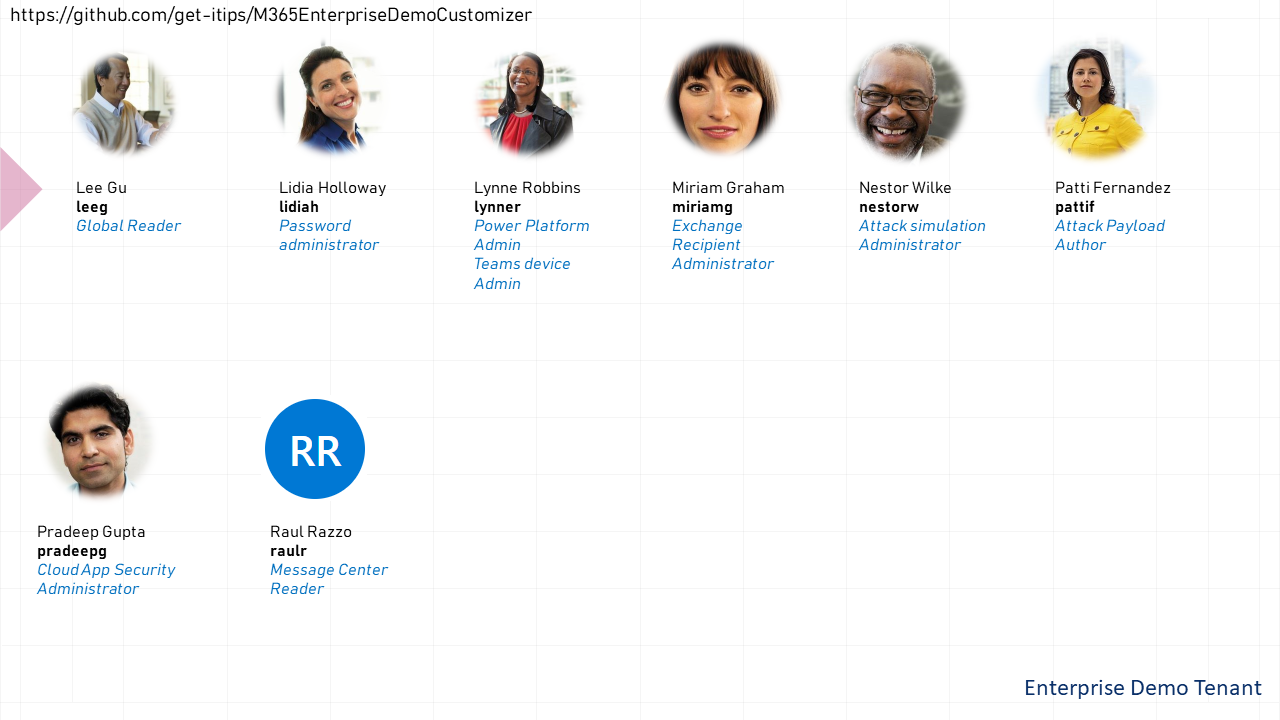 https://github.com/get-itips/M365EnterpriseDemoCustomizer
Lee Gu
leeg
Global Reader
Lidia Holloway
lidiah
Password
administrator
Lynne Robbins
lynner
Power Platform
Admin
Teams device
Admin
Miriam Graham
miriamg
Exchange
Recipient
Administrator
Nestor Wilke
nestorw
Attack simulation
Administrator
Patti Fernandez
pattif
Attack Payload
Author
RR
Pradeep Gupta
pradeepg
Cloud App Security
Administrator
Raul Razzo
raulr
Message Center
Reader
Enterprise Demo Tenant